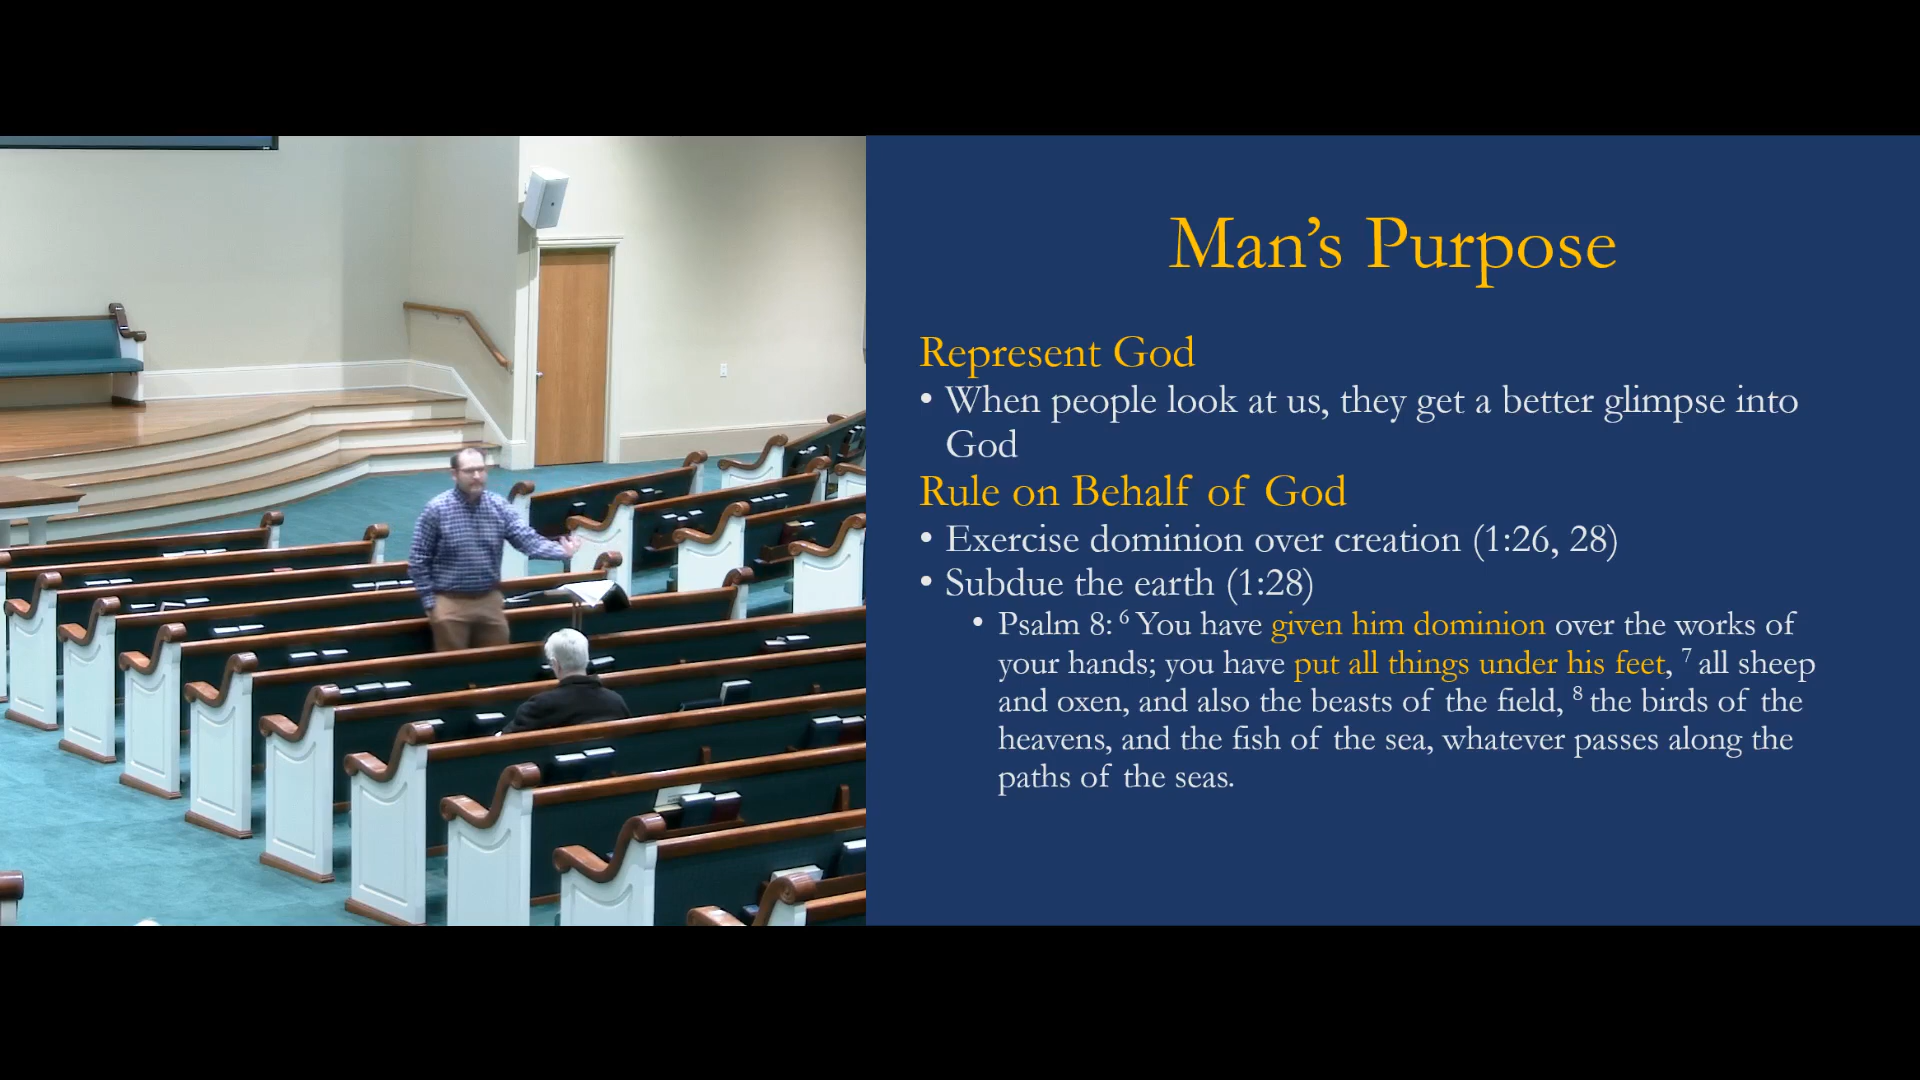 Man's Purpose
Represent God
• When people look at us, they get a better glimpse into
God
Rule on Behalf of God
• Exercise dominion over creation (1:26, 28)
• Subdue the earth (1:28)
• Psalm 8: 6 You have given him dominion over the works of
your hands; you have put all things under his feet, 7 all sheep
and oxen, and also the beasts of the field, 8 the birds of the
heavens, and the fish of the sea, whatever passes along the
paths of the seas.